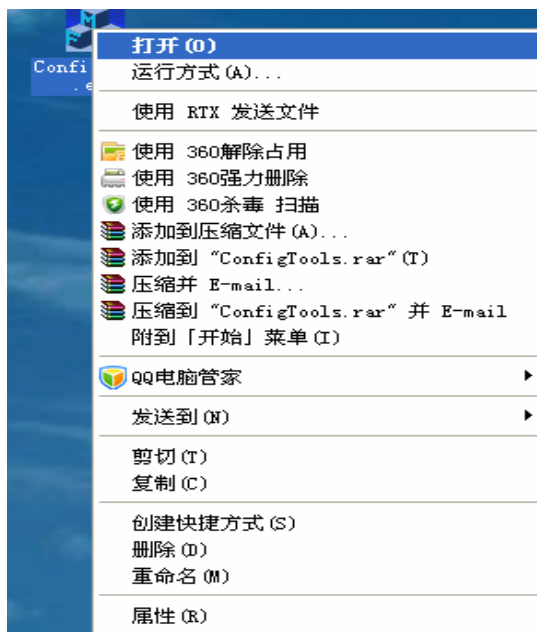 Confi
.e
打开(O)
运行方式(A)...
使用 RTX 发送文件
使用 360解除占用
使用 360强力删除
使用 360杀毒 扫描
添加到压缩文件(A)...
添加到 "ConfigTools.rar"(T)
压缩并 E-mail...
压缩到 "ConfigTools.rar" 并 E-mail
附到「开始」菜单(I)
QQ电脑管家
发送到(N)
剪切(T)
复制(C)
创建快捷方式(S)
删除(D)
重命名(M)
属性(R)